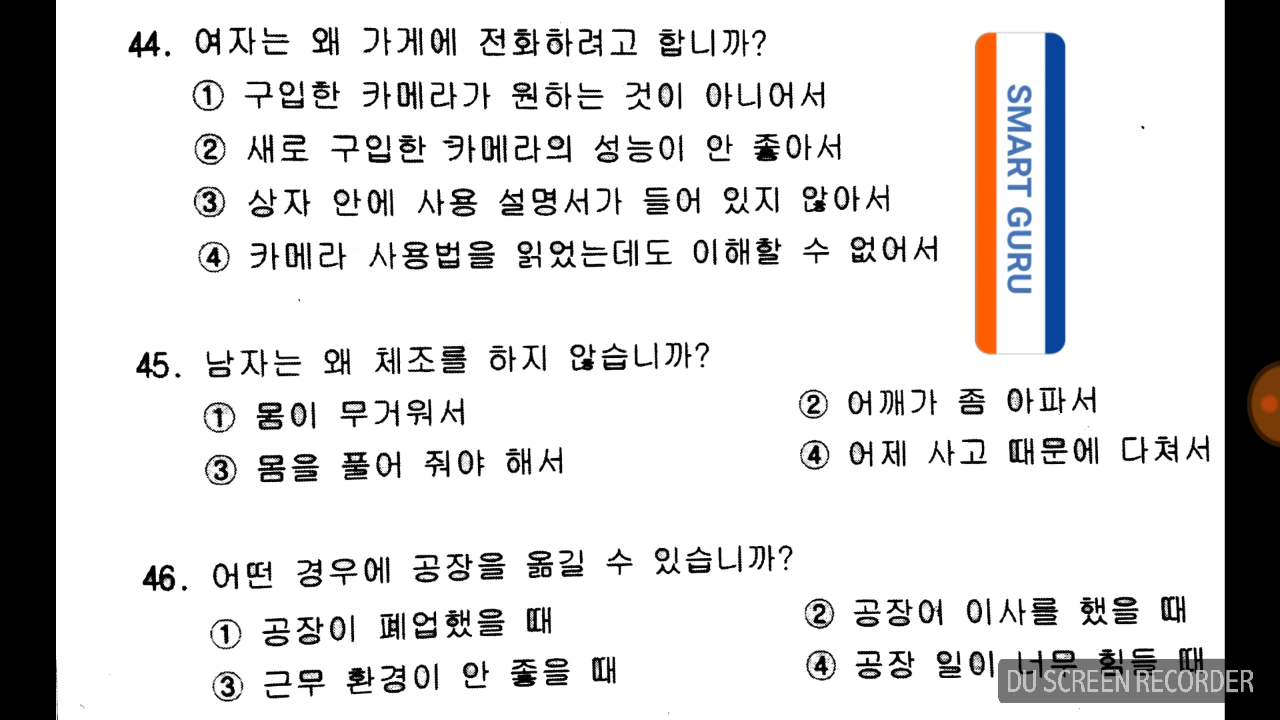 44. 여자는 왜 가게에 전화하려고 합니까?
① 구입한 카메라가 원하는 것이 아니어서
② 새로 구입한 카메라의 성능이 안 좋아서
③ 상자 안에 사용 설명서가 들어 있지 않아서
④ 카메라 사용법을 읽었는데도 이해할 수 없어서
SMART GURU
45. 남자는 왜 체조를 하지 않습니까?
① 몸이 무거워서
② 어깨가 좀 아파서
③ 몸을 풀어 줘야 해서
④ 어제 사고 때문에 다쳐서
46. 어떤 경우에 공장을 옮길 수 있습니까?
① 공장이 폐업했을 때
② 공장어 이사를 했을 때
③ 근무 환경이 안 좋을 때
④ 공장 일이 너무 힘들 때
DU SCREEN RECORDER